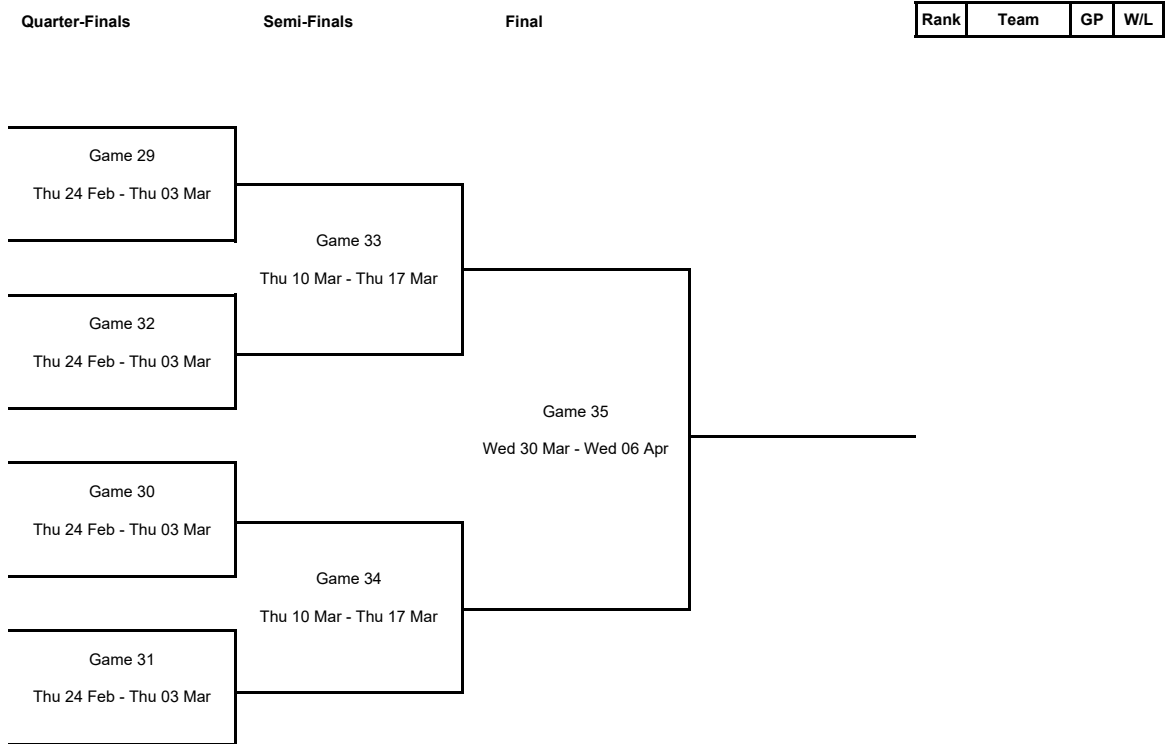 Quarter-Finals Semi-Finals Final Rank Team GP W/L
Game 29
Thu 24 Feb - Thu 03 Mar
Game 33
Thu 10 Mar - Thu 17 Mar
Game 32
Thu 24 Feb - Thu 03 Mar
Game 35
Wed 30 Mar - Wed 06 Apr
Game 30
Thu 24 Feb - Thu 03 Mar
Game 34
Thu 10 Mar - Thu 17 Mar
Game 31
Thu 24 Feb - Thu 03 Mar